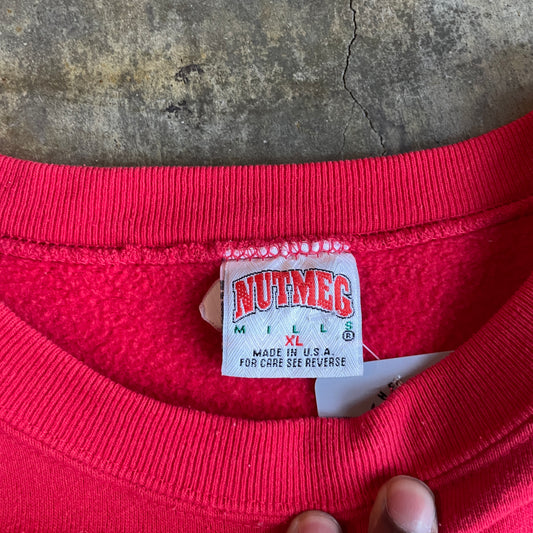 NUTMEG
MILLS ®
XL
MADE IN U.S.A.
FOR CARE SEE REVERSE